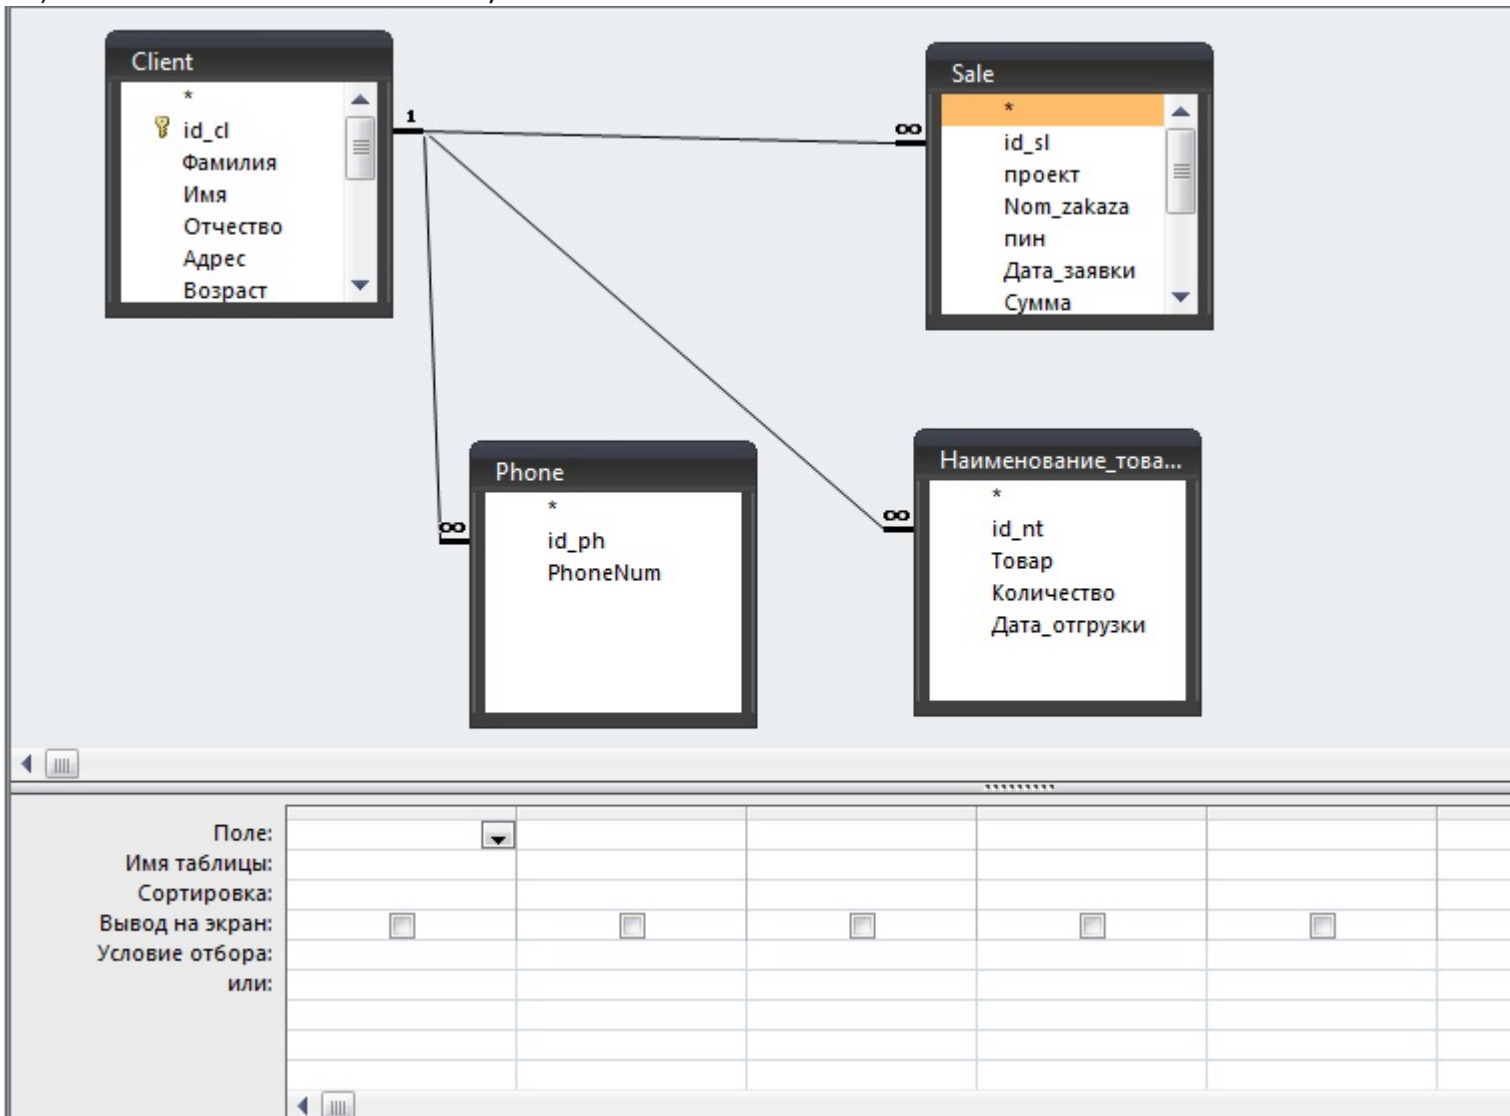 Client
*
id_cl
Фамилия
Имя
Отчество
Адрес
Возраст
1
∞
Sale
*
id_sl
проект
Nom_zakaza
пин
Дата_заявки
Сумма
∞
Phone
*
id_ph
PhoneNum
∞
Наименование_това...
*
id_nt
Товар
Количество
Дата_отгрузки
Поле:
Имя таблицы:
Сортировка:
Вывод на экран:
Условие отбора:
или: